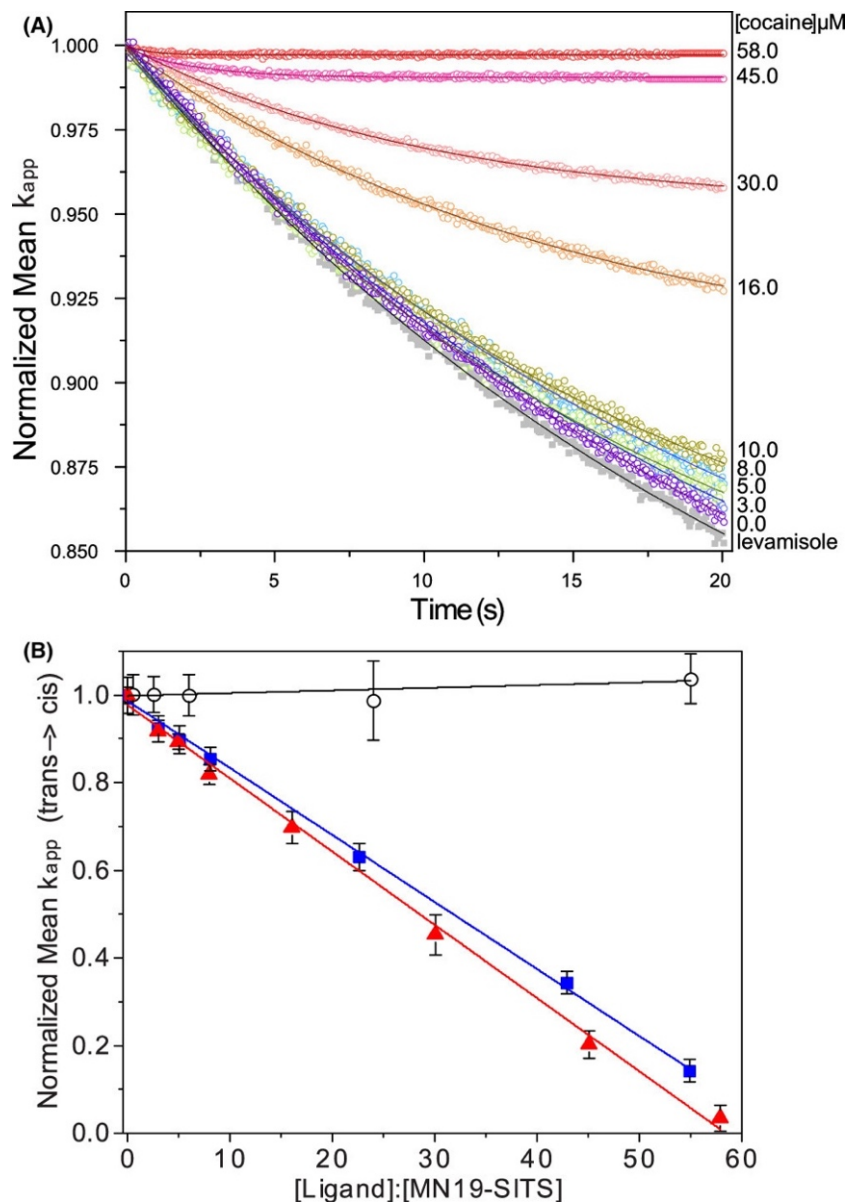 (A)
[cocaine]µM
1.000
0.975
0.950
0.925
0.900
0.875
0.850
Normalized Mean kapp
58.0
45.0
30.0
16.0
10.0
8.0
5.0
3.0
0.0
levamisole
0 5 10 15 20
Time (s)
(B)
1.0
0.8
0.6
0.4
0.2
0.0
Normalized Mean kapp (trans-> cis)
0 10 20 30 40 50 60
[Ligand]:[MN19-SITS]